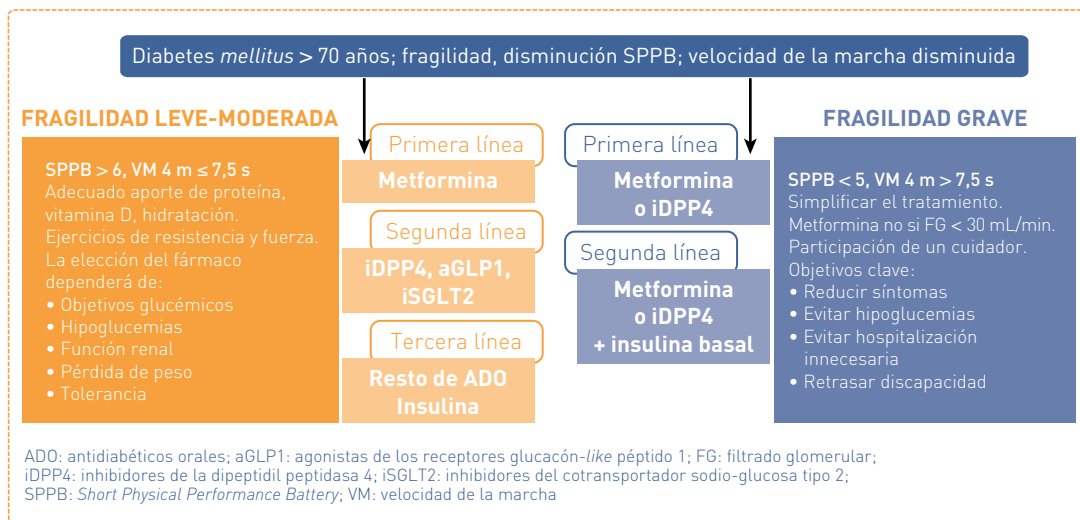 Diabetes mellitus > 70 años; fragilidad, disminución SPPB; velocidad de la marcha disminuida
FRAGILIDAD LEVE-MODERADA
SPPB > 6, VM 4 m ≤ 7,5 s
Adecuado aporte de proteína,
vitamina D, hidratación.
Ejercicios de resistencia y fuerza.
La elección del fármaco
dependerá de:
• Objetivos glucémicos
• Hipoglucemias
• Función renal
• Pérdida de peso
• Tolerancia
Primera línea
Metformina
Segunda línea
iDPP4, aGLP1,
iSGLT2
Tercera línea
Resto de ADO
Insulina
Primera línea
Metformina
o iDPP4
Segunda línea
Metformina
o iDPP4
+ insulina basal
FRAGILIDAD GRAVE
SPPB < 5, VM 4 m > 7,5 s
Simplificar el tratamiento.
Metformina no si FG < 30 mL/min.
Participación de un cuidador.
Objetivos clave:
• Reducir síntomas
• Evitar hipoglucemias
• Evitar hospitalización
innecesaria
• Retrasar discapacidad
ADO: antidiabéticos orales; aGLP1: agonistas de los receptores glucacón-like péptido 1; FG: filtrado glomerular;
iDPP4: inhibidores de la dipeptidil peptidasa 4; iSGLT2: inhibidores del cotransportador sodio-glucosa tipo 2;
SPPB: Short Physical Performance Battery; VM: velocidad de la marcha